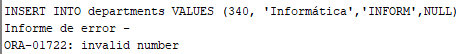 INSERT INTO departments VALUES (340, 'Informática','INFORM',NULL)
Informe de error -
ORA-01722: invalid number